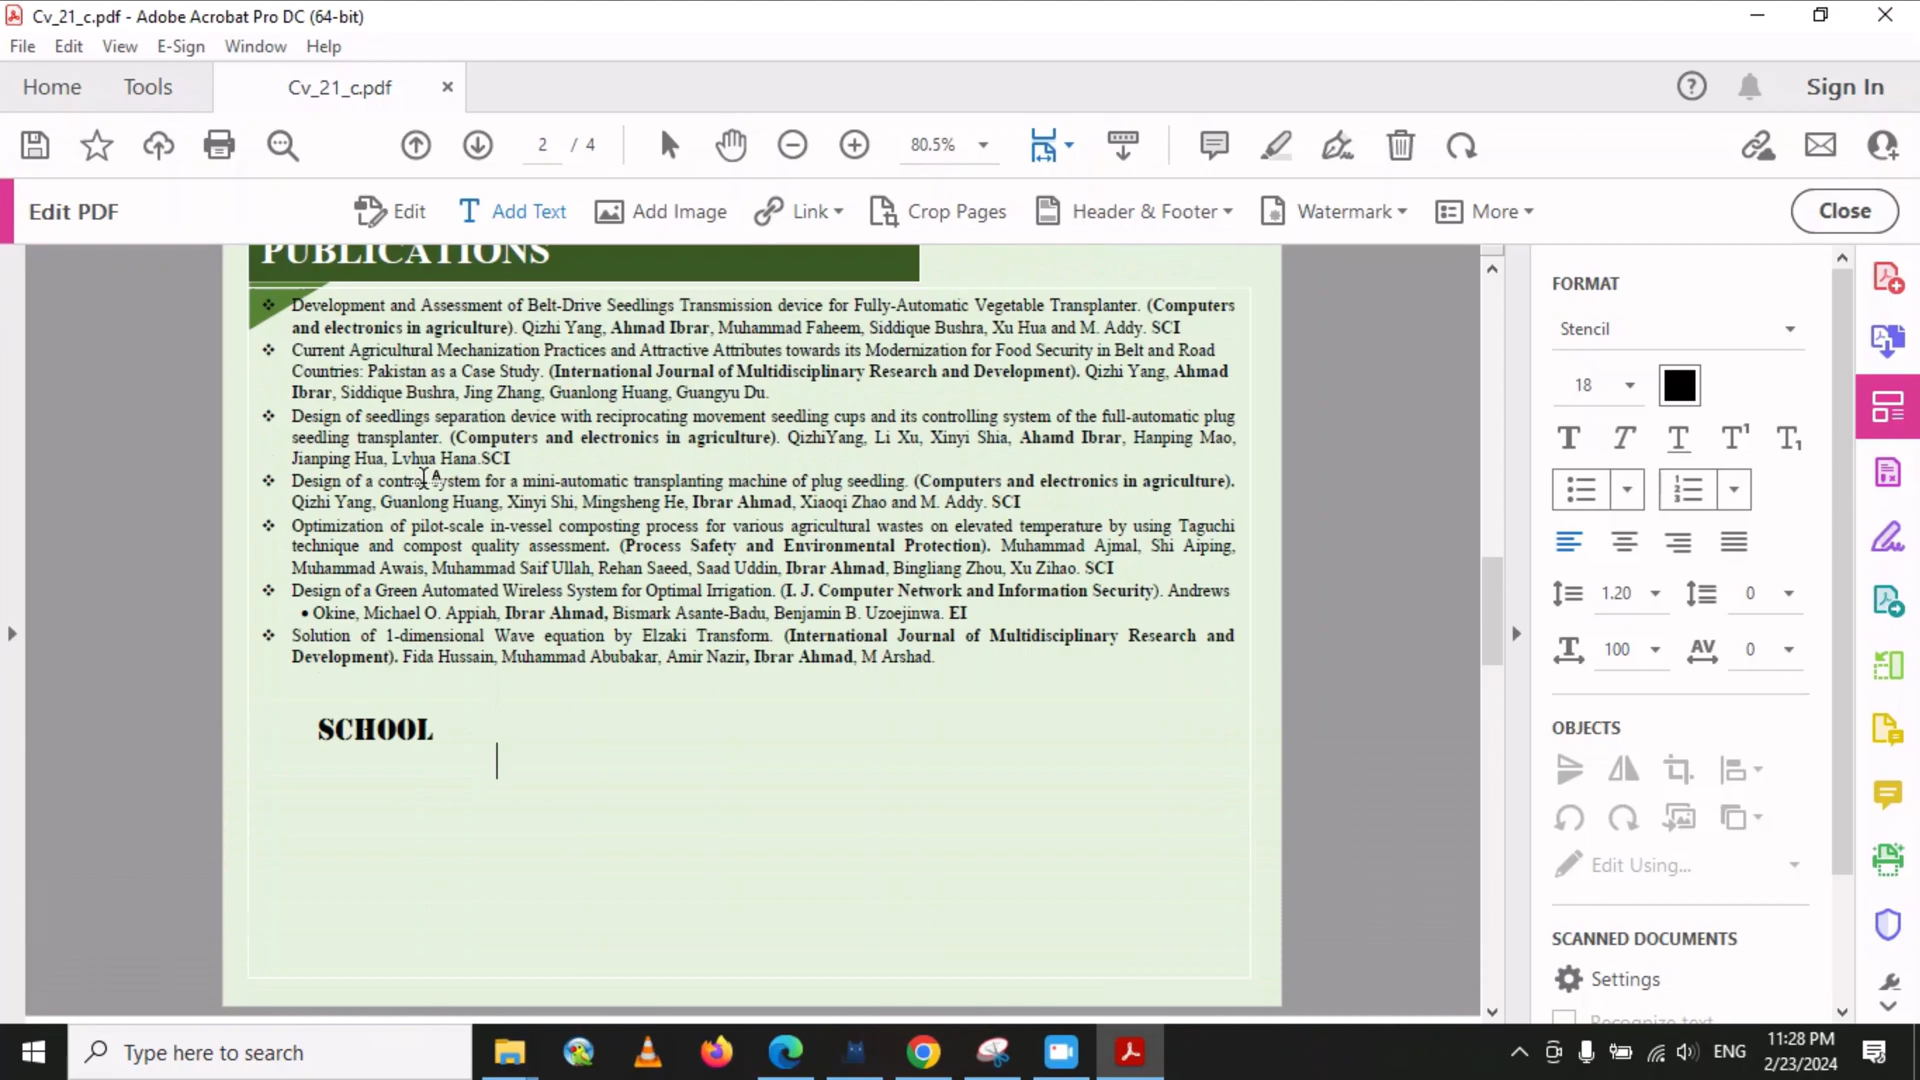 Cv_21_c.pdf - Adobe Acrobat Pro DC (64-bit)
File Edit View E-Sign Window Help
Home Tools Cv_21_c.pdf Sign In
2 / 4 80.5%
Edit PDF Edit Add Text Add Image Link Crop Pages Header & Footer Watermark More Close
PUBLICATIONS
❖ Development and Assessment of Belt-Drive Seedlings Transmission device for Fully-Automatic Vegetable Transplanter. (Computers
and electronics in agriculture). Qizhi Yang, Ahmad Ibrar, Muhammad Faheem, Siddique Bushra, Xu Hua and M. Addy. SCI
❖ Current Agricultural Mechanization Practices and Attractive Attributes towards its Modernization for Food Security in Belt and Road
Countries: Pakistan as a Case Study. (International Journal of Multidisciplinary Research and Development). Qizhi Yang, Ahmad
Ibrar, Siddique Bushra, Jing Zhang, Guanlong Huang, Guangyu Du.
❖ Design of seedlings separation device with reciprocating movement seedling cups and its controlling system of the full-automatic plug
seedling transplanter. (Computers and electronics in agriculture). QizhiYang, Li Xu, Xinyi Shia, Ahamd Ibrar, Hanping Mao,
Jianping Hua, Lvhua Hana.SCI
❖ Design of a control system for a mini-automatic transplanting machine of plug seedling. (Computers and electronics in agriculture).
Qizhi Yang, Guanlong Huang, Xinyi Shi, Mingsheng He, Ibrar Ahmad, Xiaoqi Zhao and M. Addy. SCI
❖ Optimization of pilot-scale in-vessel composting process for various agricultural wastes on elevated temperature by using Taguchi
technique and compost quality assessment. (Process Safety and Environmental Protection). Muhammad Ajmal, Shi Aiping,
Muhammad Awais, Muhammad Saif Ullah, Rehan Saeed, Saad Uddin, Ibrar Ahmad, Bingliang Zhou, Xu Zihao. SCI
❖ Design of a Green Automated Wireless System for Optimal Irrigation. (I. J. Computer Network and Information Security). Andrews
• Okine, Michael O. Appiah, Ibrar Ahmad, Bismark Asante-Badu, Benjamin B. Uzoejinwa. EI
❖ Solution of 1-dimensional Wave equation by Elzaki Transform. (International Journal of Multidisciplinary Research and
Development). Fida Hussain, Muhammad Abubakar, Amir Nazir, Ibrar Ahmad, M Arshad.
SCHOOL
FORMAT
Stencil
18
1.20 0
100 AV 0
OBJECTS
Edit Using...
SCANNED DOCUMENTS
Settings
Recognize text
Type here to search
ENG
11:28 PM
2/23/2024